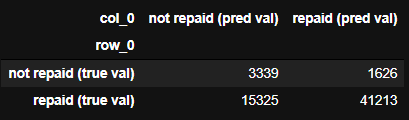 col_0 not repaid (pred val) repaid (pred val)
row_0
not repaid (true val) 3339 1626
repaid (true val) 15325 41213